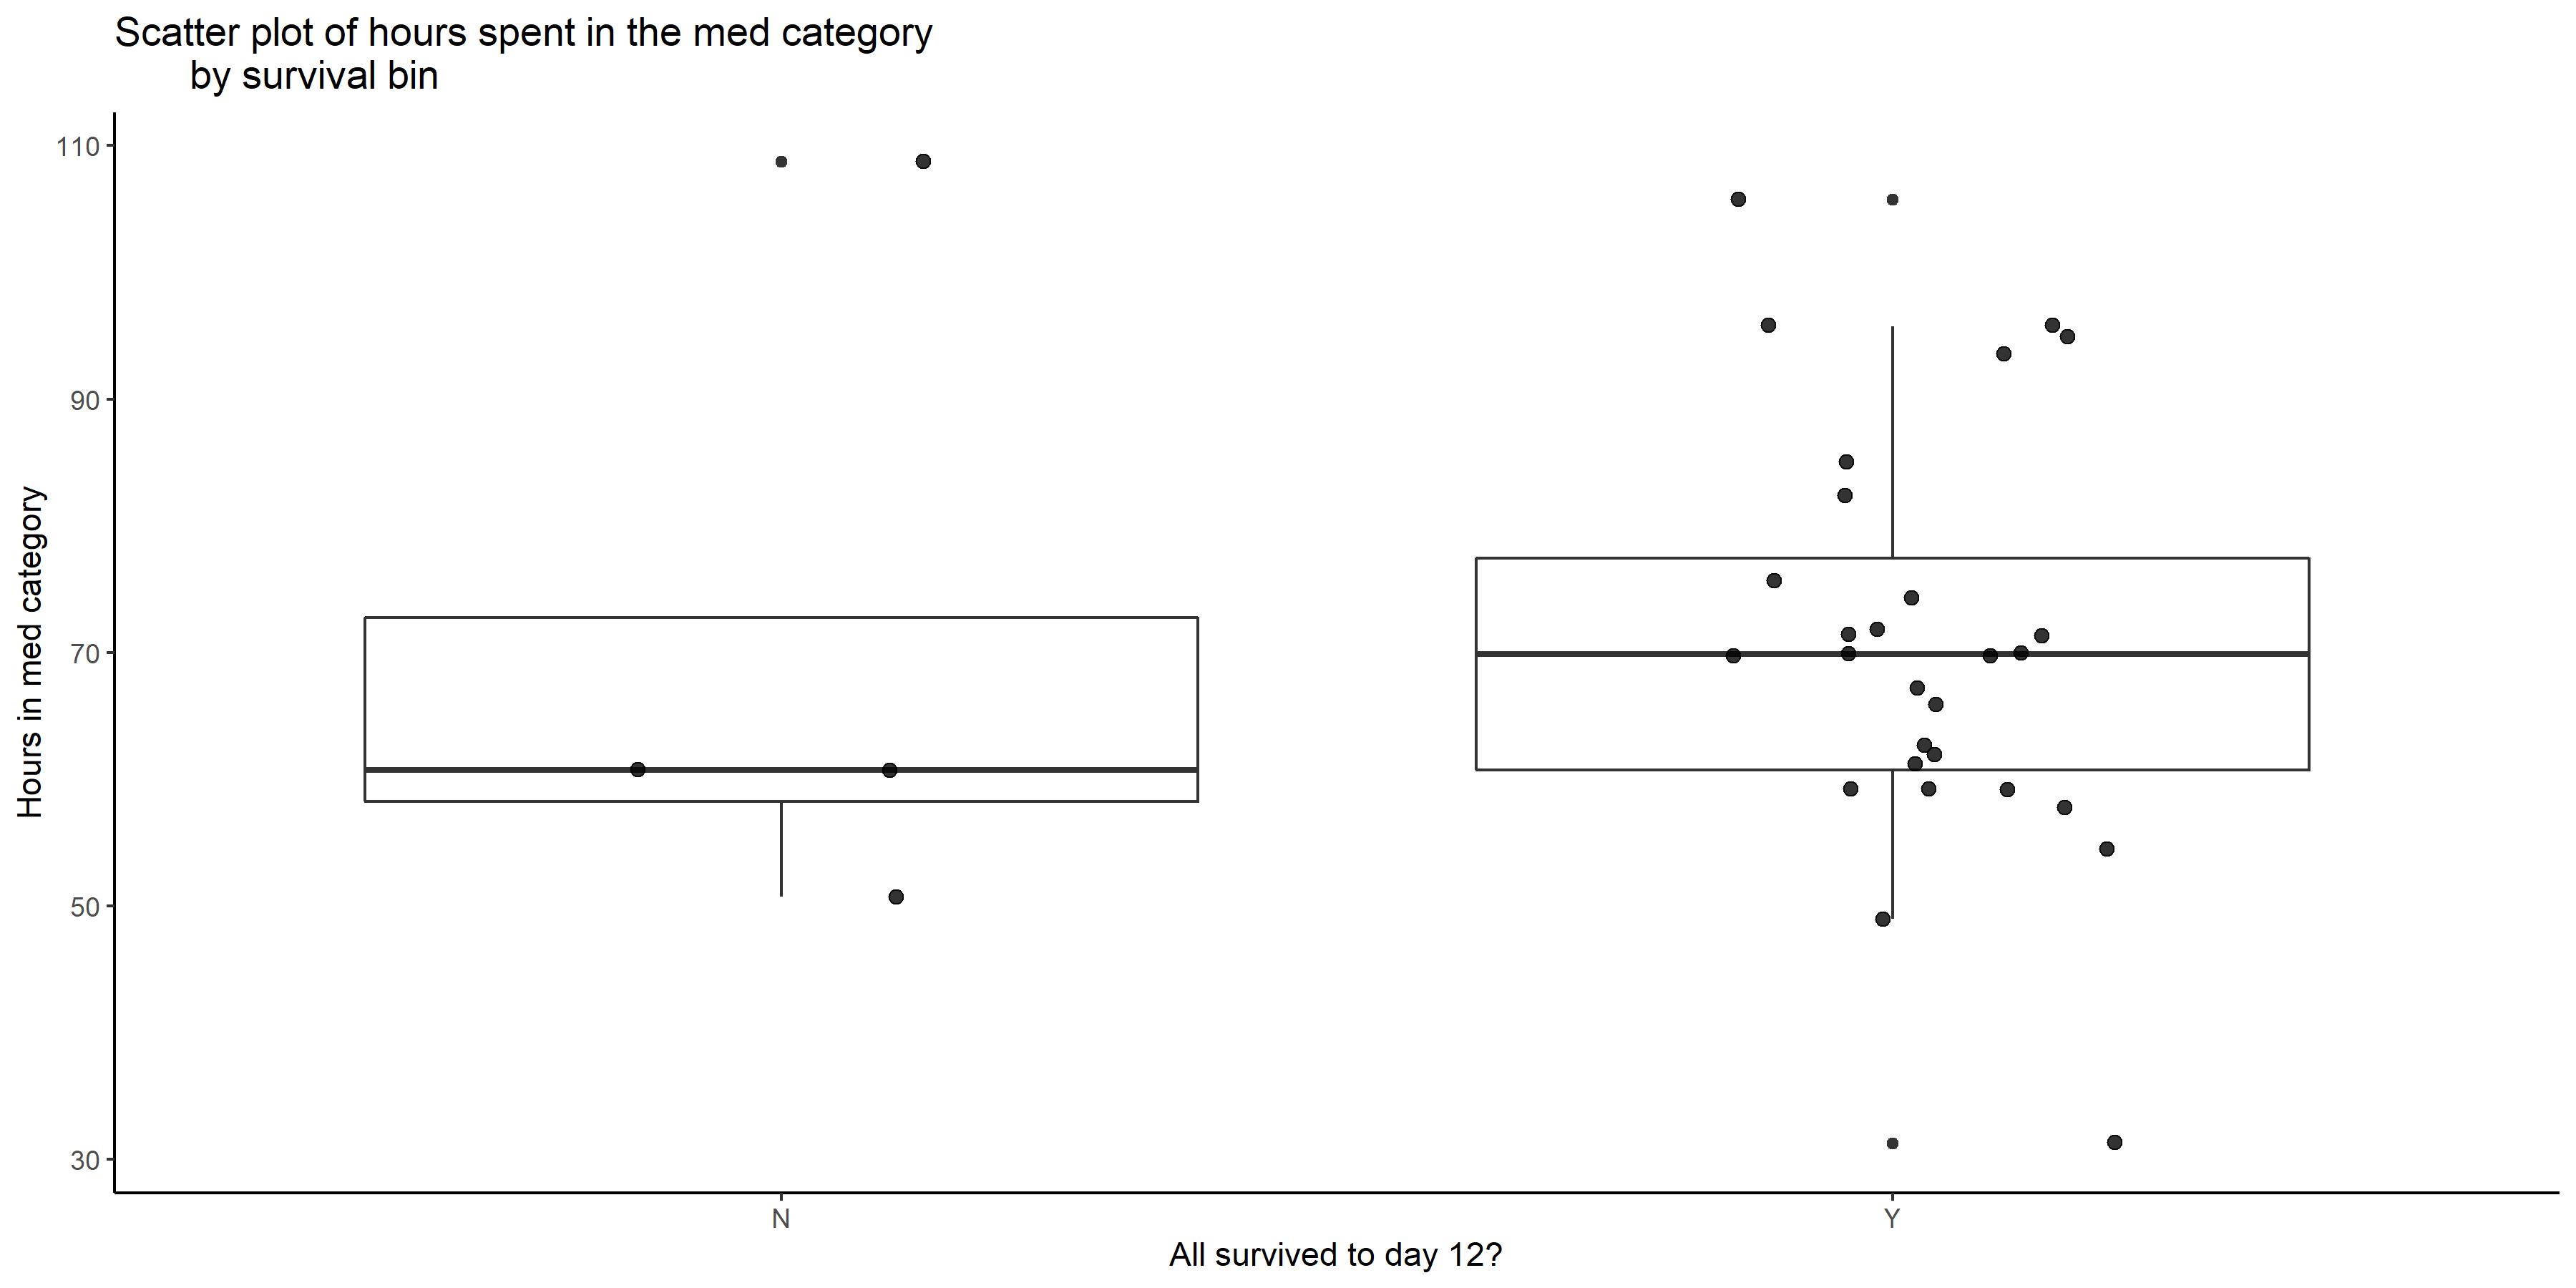 Scatter plot of hours spent in the med category
by survival bin
Hours in med category
110
90
70
50
30
N
Y
All survived to day 12?